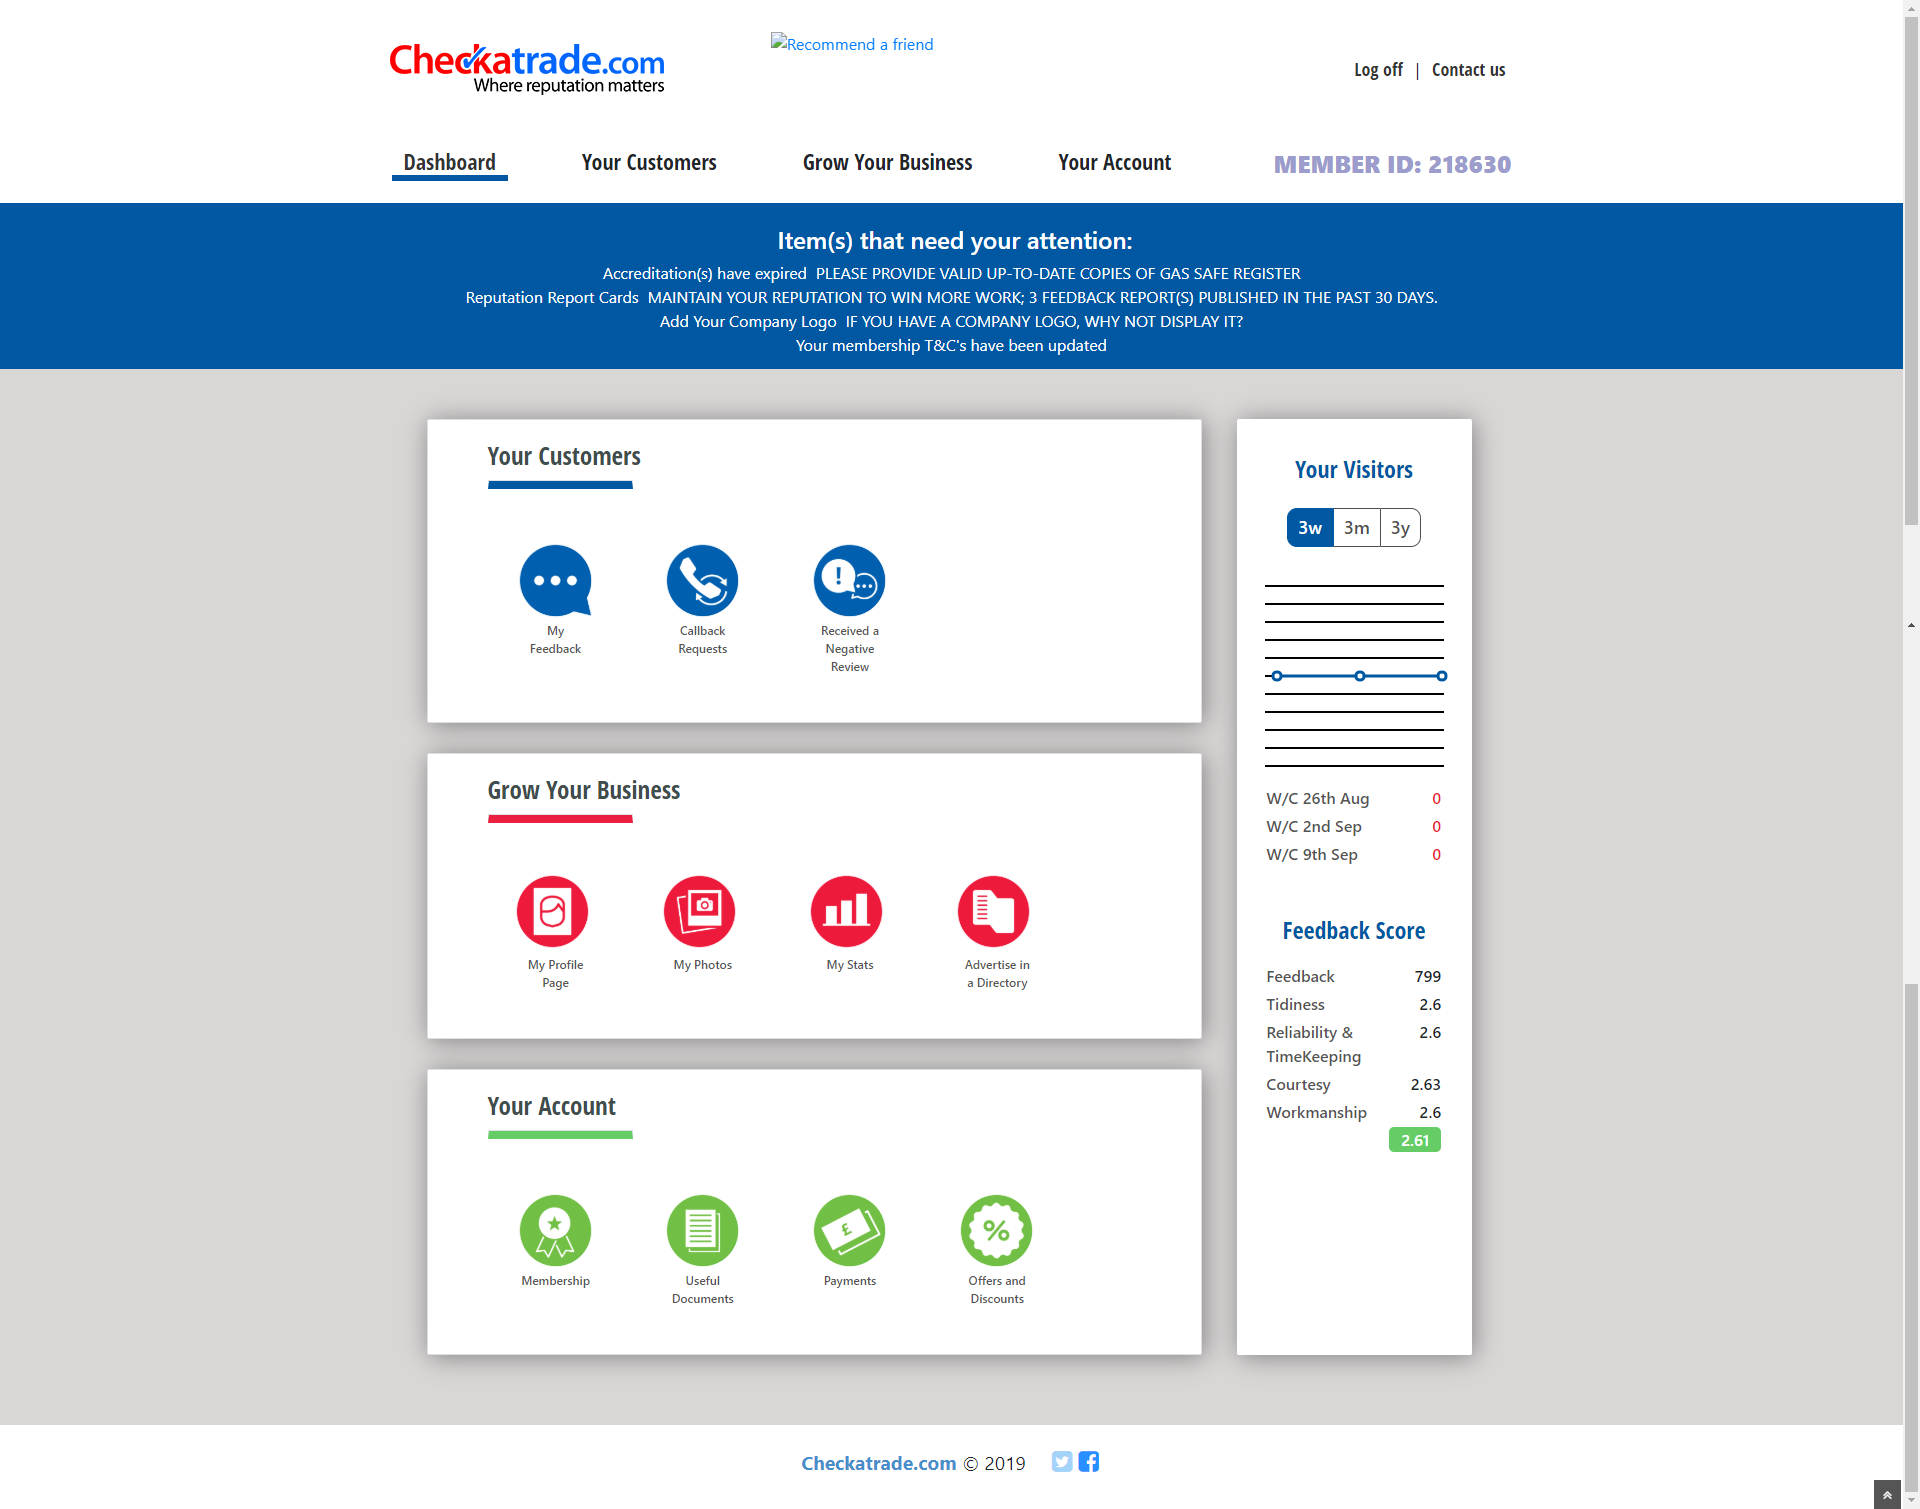 Checkatrade.com
Where reputation matters
Recommend a friend
Log off | Contact us
Dashboard
Your Customers
Grow Your Business
Your Account
MEMBER ID: 218630
Item(s) that need your attention:
Accreditation(s) have expired PLEASE PROVIDE VALID UP-TO-DATE COPIES OF GAS SAFE REGISTER
Reputation Report Cards MAINTAIN YOUR REPUTATION TO WIN MORE WORK; 3 FEEDBACK REPORT(S) PUBLISHED IN THE PAST 30 DAYS.
Add Your Company Logo IF YOU HAVE A COMPANY LOGO, WHY NOT DISPLAY IT?
Your membership T&C's have been updated
Your Customers
My
Feedback
Callback
Requests
Received a
Negative
Review
Grow Your Business
My Profile
Page
My Photos
My Stats
Advertise in
a Directory
Your Account
Membership
Useful
Documents
£
Payments
%
Offers and
Discounts
Your Visitors
3w 3m 3y
W/C 26th Aug 0
W/C 2nd Sep 0
W/C 9th Sep 0
Feedback Score
Feedback 799
Tidiness 2.6
Reliability & 2.6
TimeKeeping
Courtesy 2.63
Workmanship 2.6
2.61
Checkatrade.com © 2019